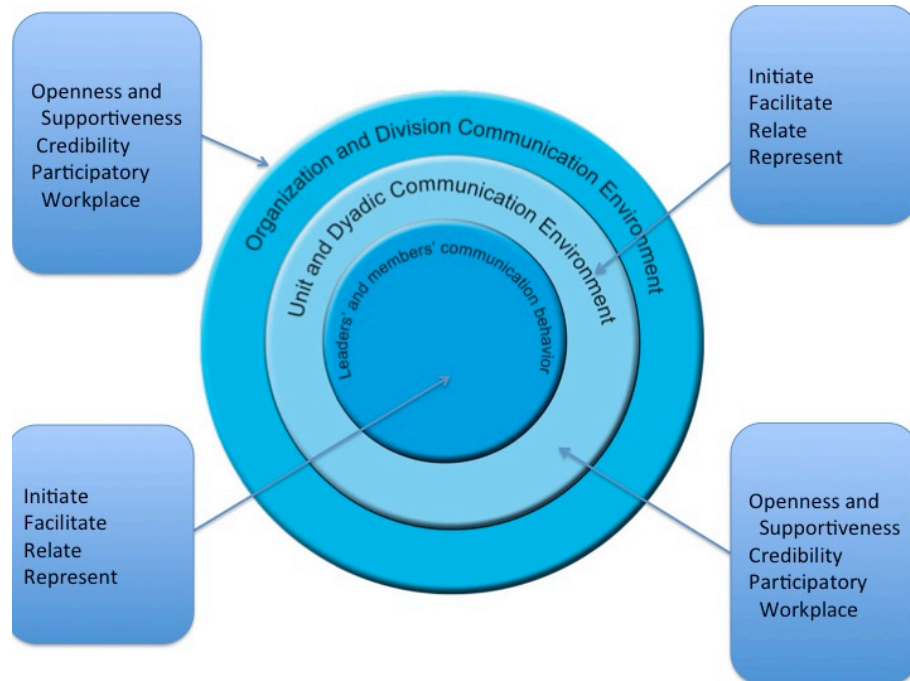 Openness and
Supportiveness
Credibility
Participatory
Workplace
Initiate
Facilitate
Relate
Represent
Organization and Division Communication Environment
Unit and Dyadic Communication Environment
Leaders' and members' communication behavior
Initiate
Facilitate
Relate
Represent
Openness and
Supportiveness
Credibility
Participatory
Workplace